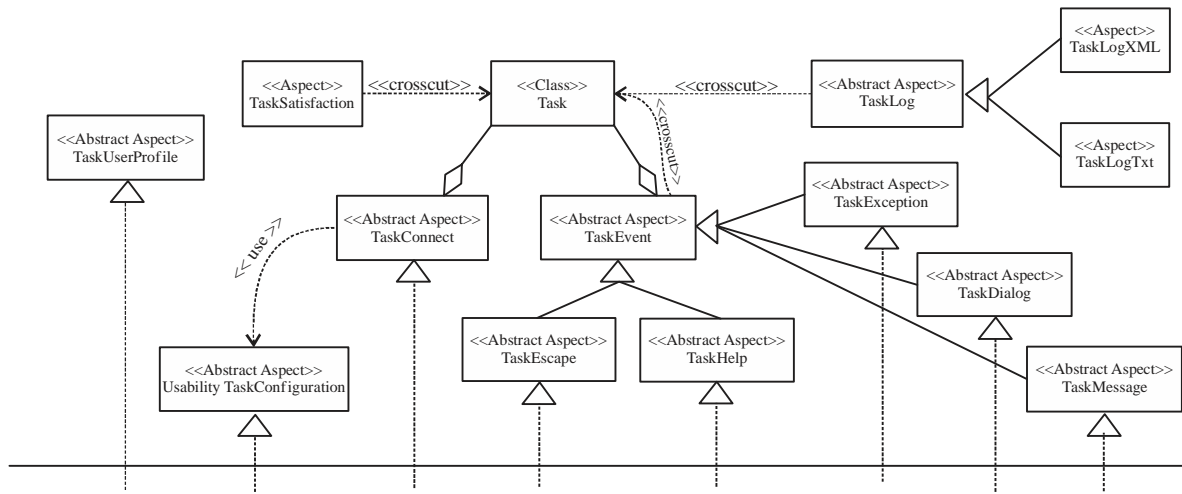 <<Aspect>>
TaskLogXML
<<Aspect>>
TaskSatisfaction
<<crosscut>>
<<Class>>
Task
<<crosscut>>
<<Abstract Aspect>>
TaskLog
<<crosscut>>
<<Abstract Aspect>>
TaskUserProfile
<<Aspect>>
TaskLogTxt
<<Abstract Aspect>>
TaskException
<<Abstract Aspect>>
TaskConnect
<<Abstract Aspect>>
TaskEvent
<< use >>
<<Abstract Aspect>>
TaskDialog
<<Abstract Aspect>>
Usability TaskConfiguration
<<Abstract Aspect>>
TaskEscape
<<Abstract Aspect>>
TaskHelp
<<Abstract Aspect>>
TaskMessage